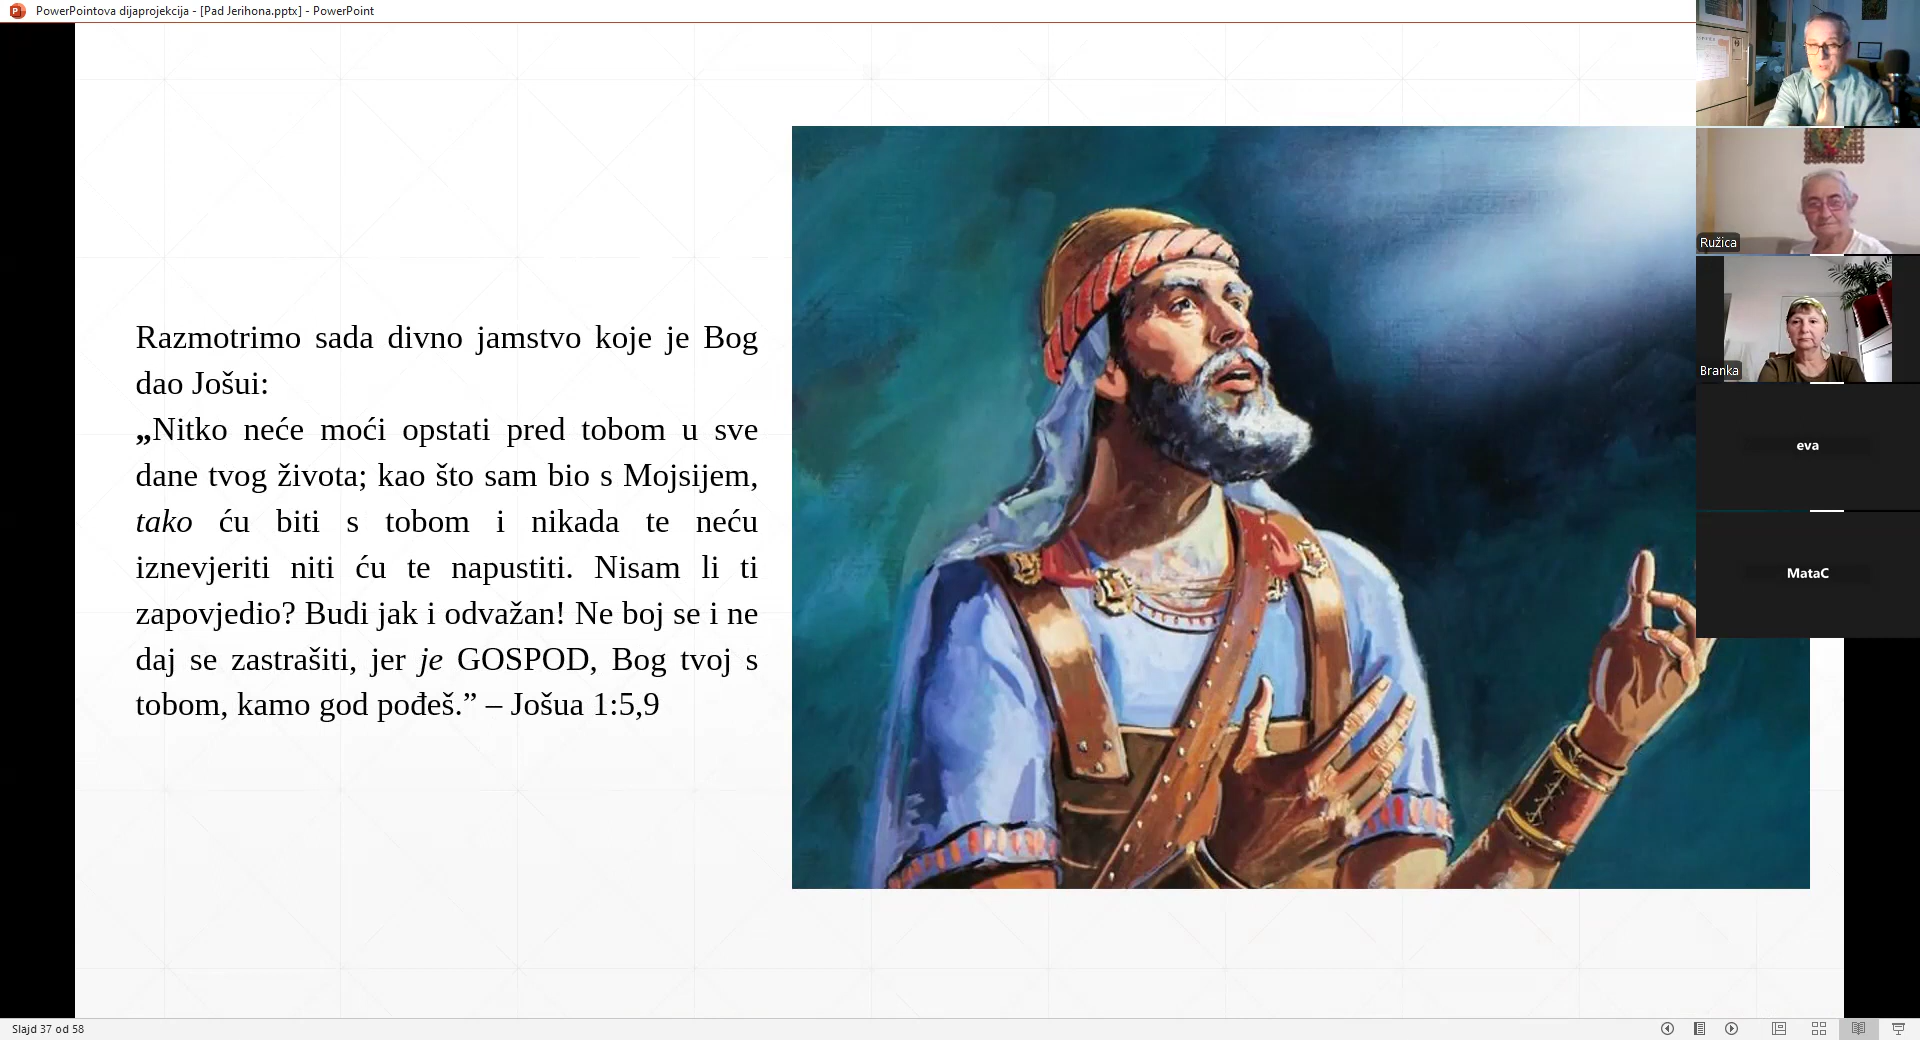 PowerPointova dijaprojekcija - [Pad Jerihona.pptx] - PowerPoint
Razmotrimo sada divno jamstvo koje je Bog
dao Jošui:
„Nitko neće moći opstati pred tobom u sve
dane tvog života; kao što sam bio s Mojsijem,
tako ću biti s tobom i nikada te neću
iznevjeriti niti ću te napustiti. Nisam li ti
zapovjedio? Budi jak i odvažan! Ne boj se i ne
daj se zastrašiti, jer je GOSPOD, Bog tvoj s
tobom, kamo god pođeš.” – Jošua 1:5,9
Ružica
Branka
eva
MataC
Slajd 37 od 58